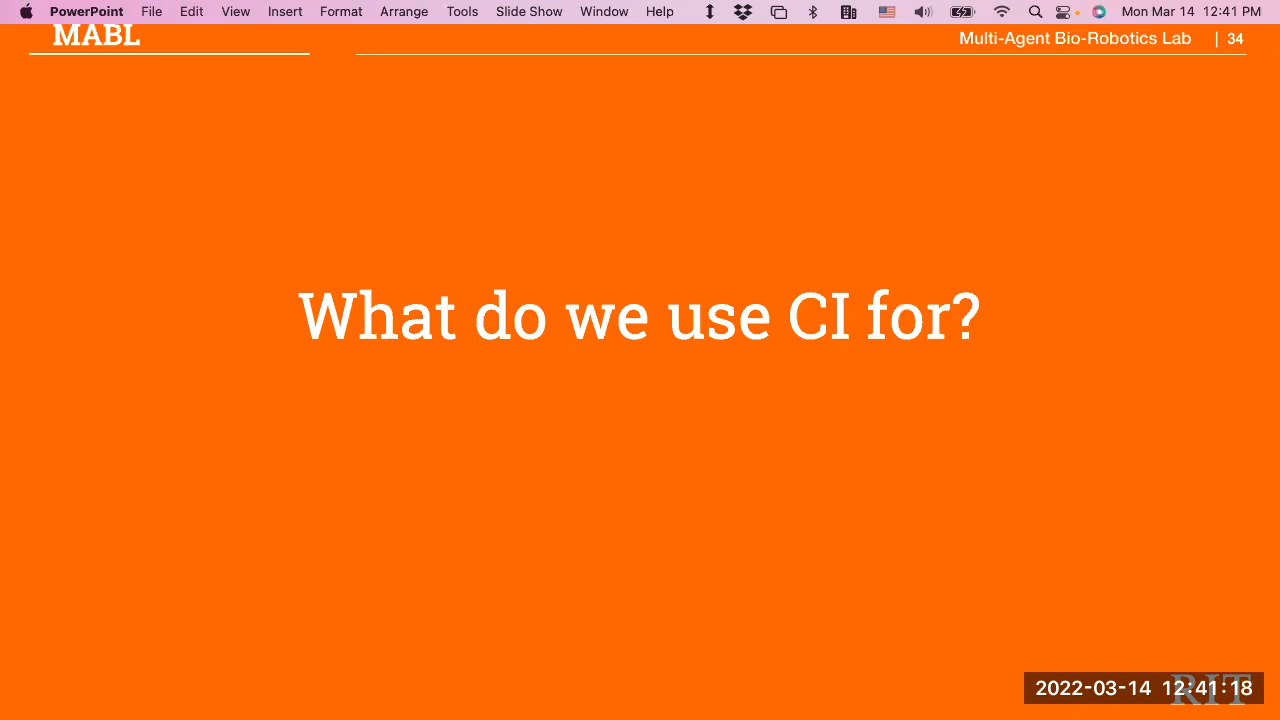 PowerPoint File Edit View Insert Format Arrange Tools Slide Show Window Help Mon Mar 14 12:41 PM
MABL
Multi-Agent Bio-Robotics Lab | 34
What do we use CI for?
RIT
2022-03-14 12:41:18